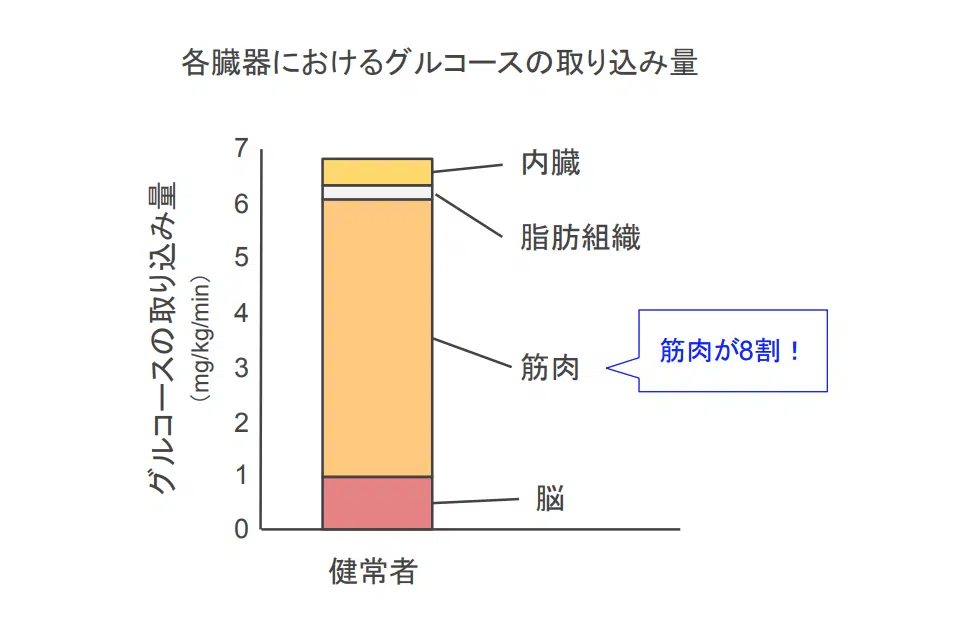 各臓器におけるグルコースの取り込み量
グルコースの取り込み量
（mg/kg/min）
7
6
5
4
3
2
1
0
内臓
脂肪組織
筋肉
筋肉が8割！
脳
健常者